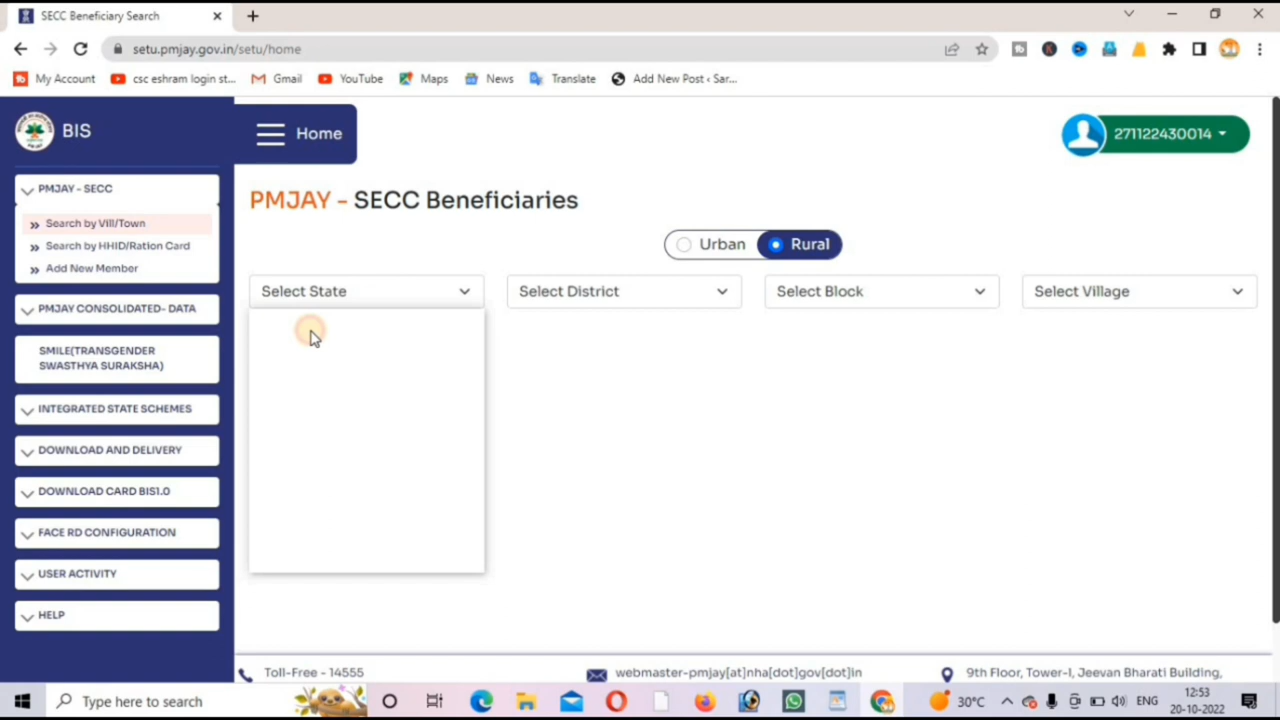 SECC Beneficiary Search
setu.pmjay.gov.in/setu/home
My Account
csc eshram login st...
Gmail
YouTube
Maps
News
Translate
Add New Post ‹ Sar...
BIS
Home
271122430014
PMJAY - SECC
Search by Vill/Town
Search by HHID/Ration Card
Add New Member
PMJAY CONSOLIDATED- DATA
SMILE(TRANSGENDER
SWASTHYA SURAKSHA)
INTEGRATED STATE SCHEMES
DOWNLOAD AND DELIVERY
DOWNLOAD CARD BIS1.0
FACE RD CONFIGURATION
USER ACTIVITY
HELP
PMJAY - SECC Beneficiaries
Urban
Rural
Select State
Select District
Select Block
Select Village
Toll-Free - 14555
webmaster-pmjay[at]nha[dot]gov[dot]in
9th Floor, Tower-I, Jeevan Bharati Building,
Type here to search
30°C
ENG
12:53
20-10-2022